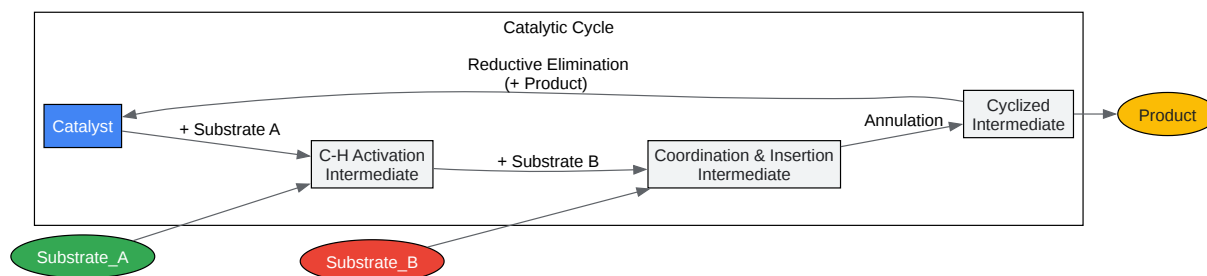 Catalytic Cycle
Reductive Elimination
(+ Product)
Catalyst
+ Substrate A
C-H Activation
Intermediate
+ Substrate B
Coordination & Insertion
Intermediate
Annulation
Cyclized
Intermediate
Product
Substrate_A
Substrate_B